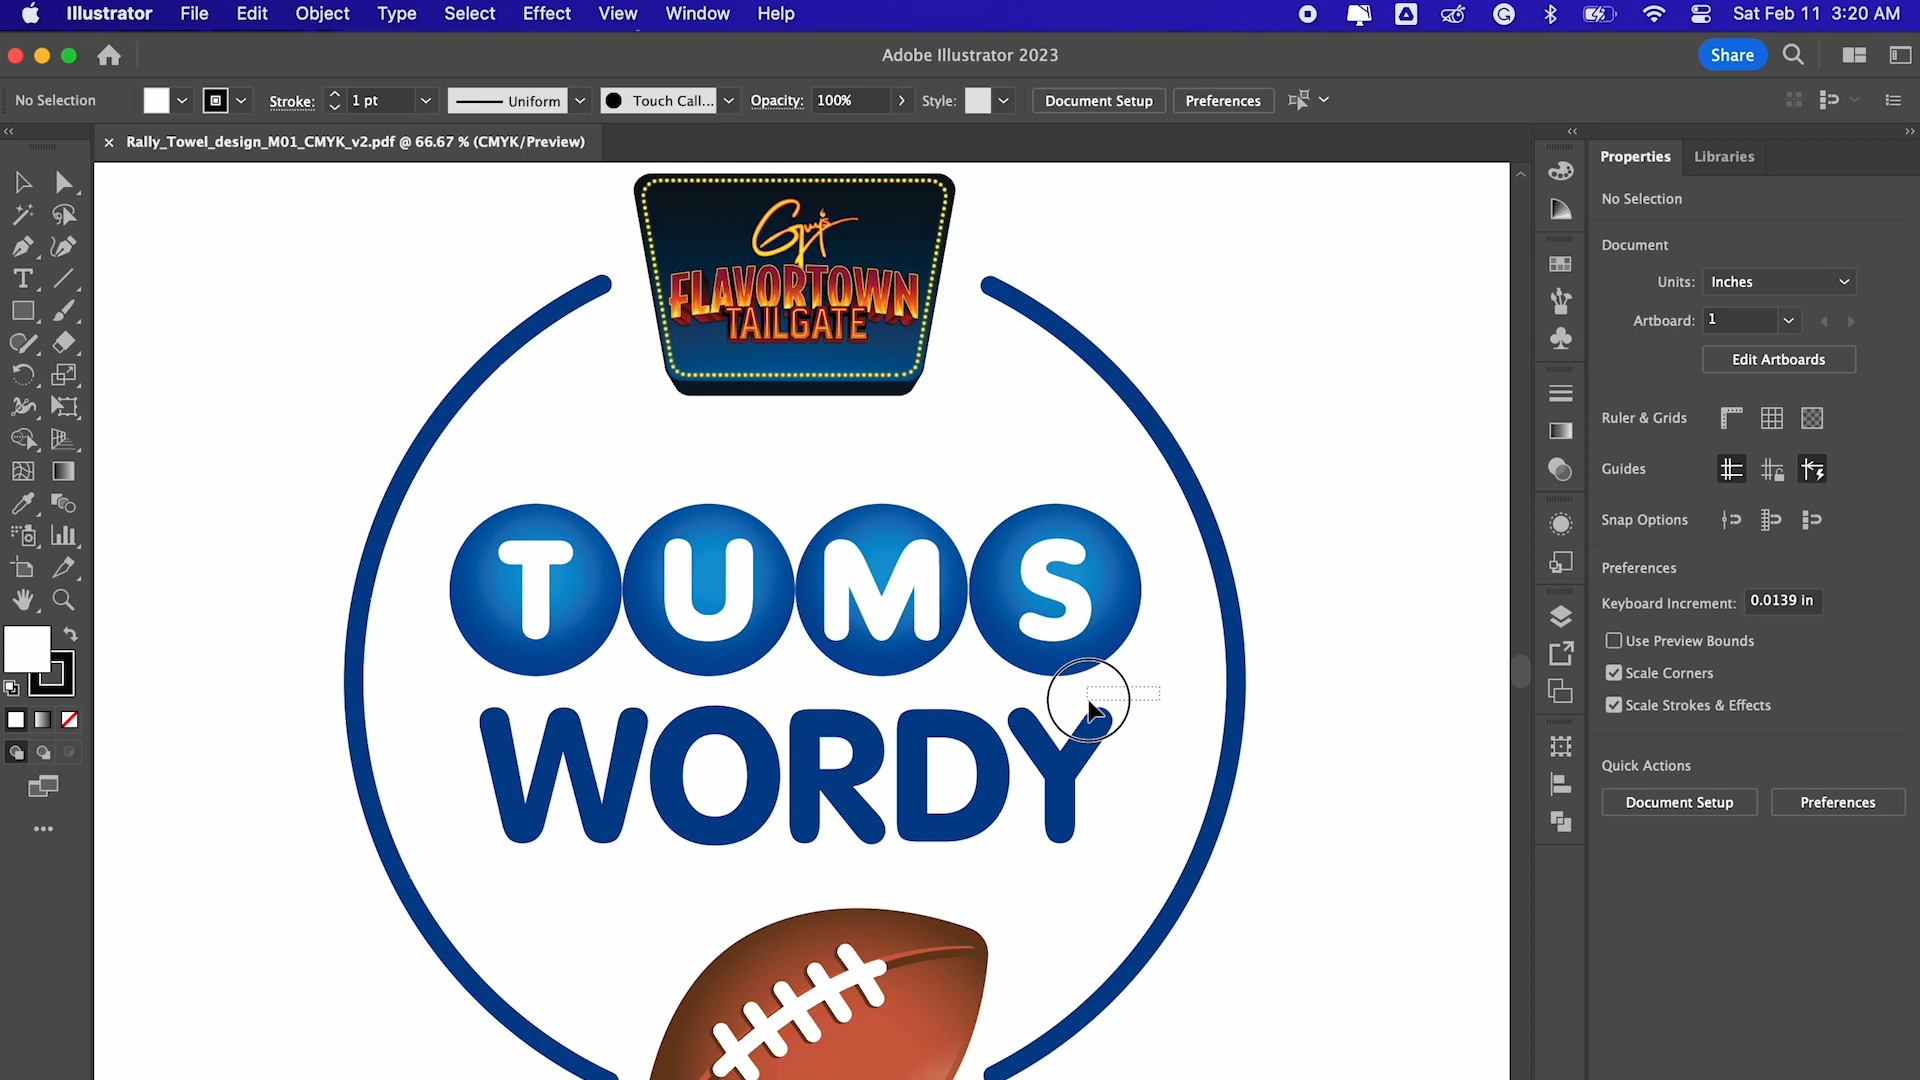 Illustrator File Edit Object Type Select Effect View Window Help Sat Feb 11 3:20 AM
Adobe Illustrator 2023 Share
No Selection Stroke: 1 pt Uniform Touch Call... Opacity: 100% Style: Document Setup Preferences
Rally_Towel_design_M01_CMYK_v2.pdf @ 66.67 % (CMYK/Preview)
Properties Libraries
No Selection
Document
Units: Inches
Artboard: 1
Edit Artboards
Ruler & Grids
Guides
Snap Options
Preferences
Keyboard Increment: 0.0139 in
Use Preview Bounds
Scale Corners
Scale Strokes & Effects
Quick Actions
Document Setup Preferences
Guy's
FLAVORTOWN
TAILGATE
TUMS
WORDY